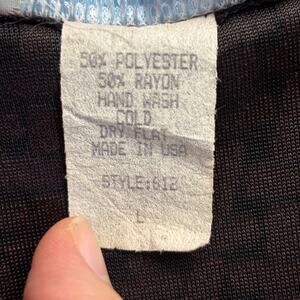 50% POLYESTER
50% RAYON
HAND WASH
COLD
DRY FLAT
MADE IN USA
STYLE:612
L